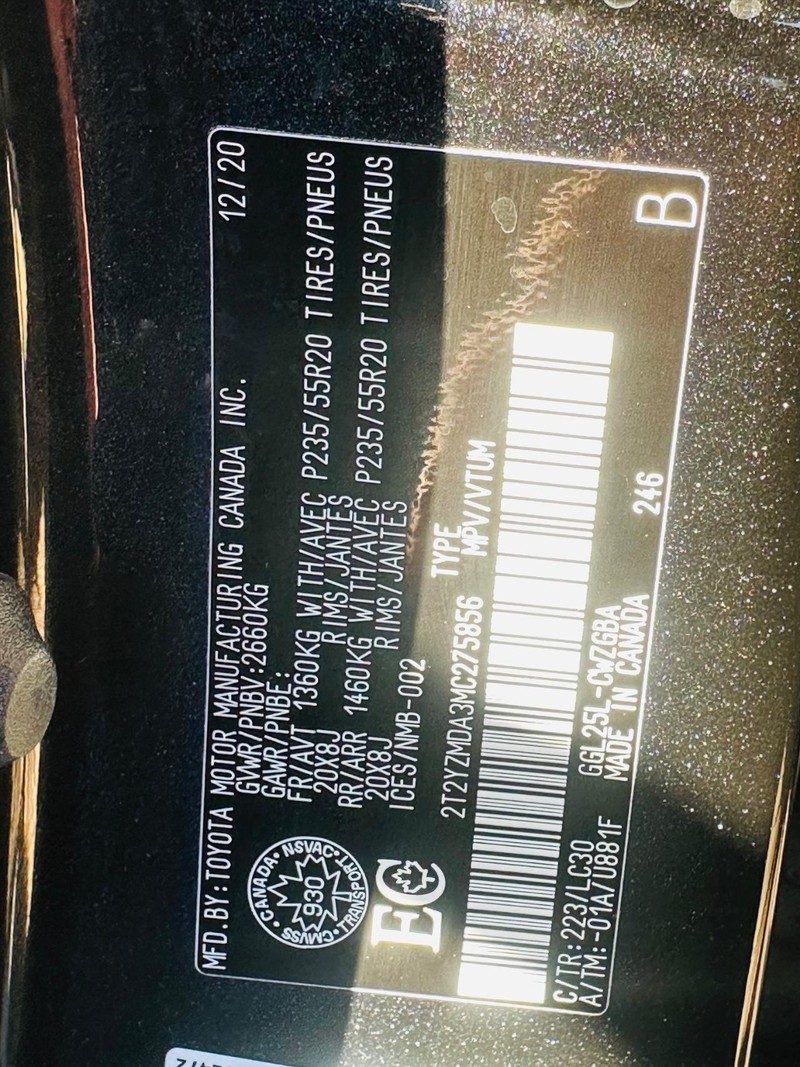 MFD.BY:TOYOTA MOTOR MANUFACTURING CANADA INC. 12/20
GVWR/PNBV:2660KG
GAWR/PNBE:
FR/AVT 1360KG WITH/AVEC P235/55R20 TIRES/PNEUS
20X8J RIMS/JANTES
RR/ARR 1460KG WITH/AVEC P235/55R20 TIRES/PNEUS
20X8J RIMS/JANTES
ICES/NMB-002
CANADA • NSVAC • TRANSPORT • CMVSS
930
EC
2T2YZMDA3MC275856 TYPE
MPV/VTUM
C/TR:223/LC30 GGL25L-CWZGBA
A/TM:-01A/U881F MADE IN CANADA 246
B